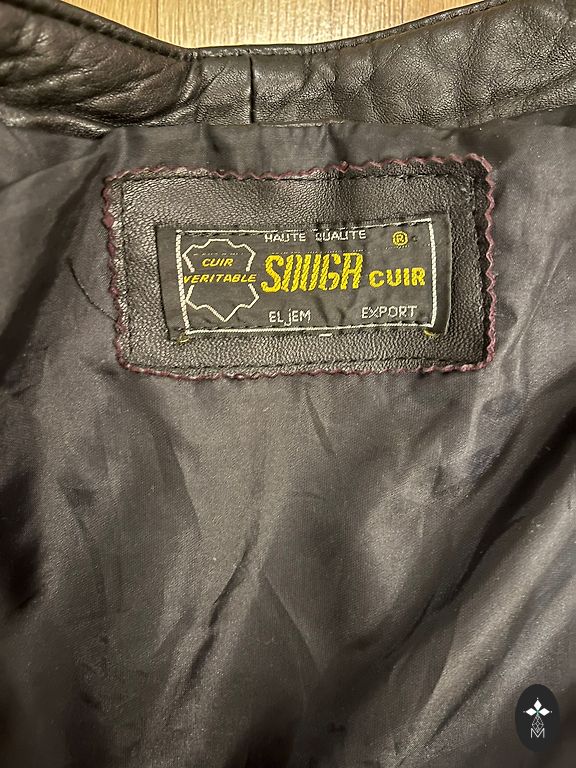 HAUTE QUALITE
®
CUIR
VERITABLE
SOUGA CUIR
EL jEM
EXPORT
M